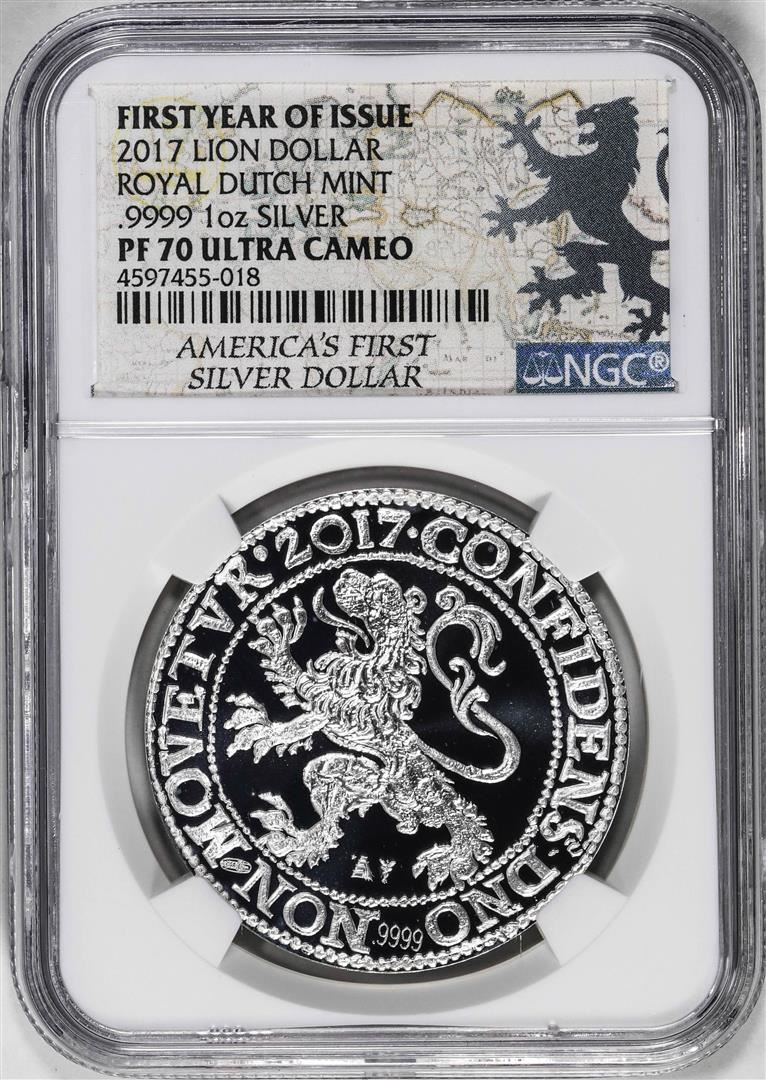 FIRST YEAR OF ISSUE
2017 LION DOLLAR
ROYAL DUTCH MINT
.9999 1oz SILVER
PF 70 ULTRA CAMEO
4597455-018
AMERICA'S FIRST
SILVER DOLLAR
NGC®
·2017·CONFIDENS·DNO
NON·MOVETVR
.9999